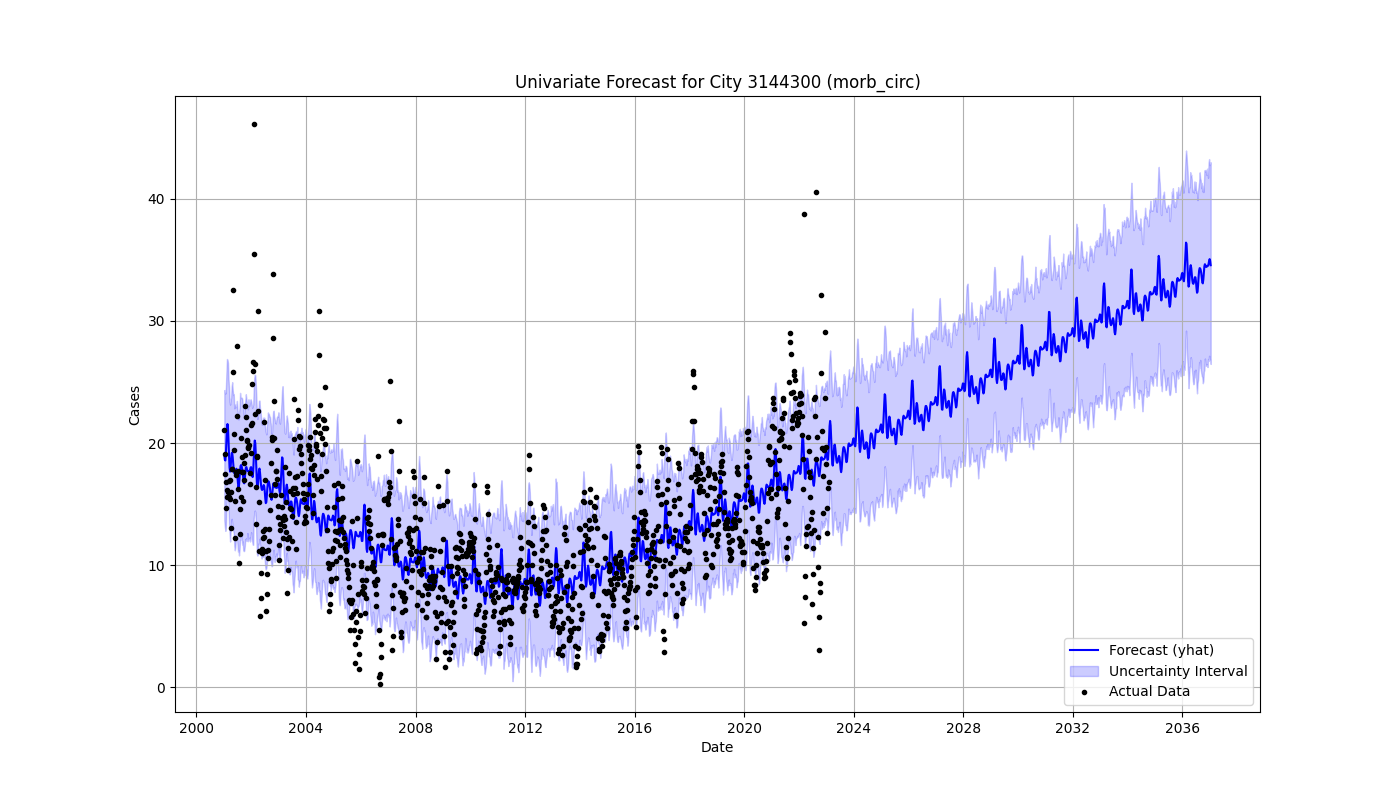 Univariate Forecast for City 3144300 (morb_circ)
Cases
40
30
20
10
0
2000 2004 2008 2012 2016 2020 2024 2028 2032 2036
Date
Forecast (yhat)
Uncertainty Interval
Actual Data